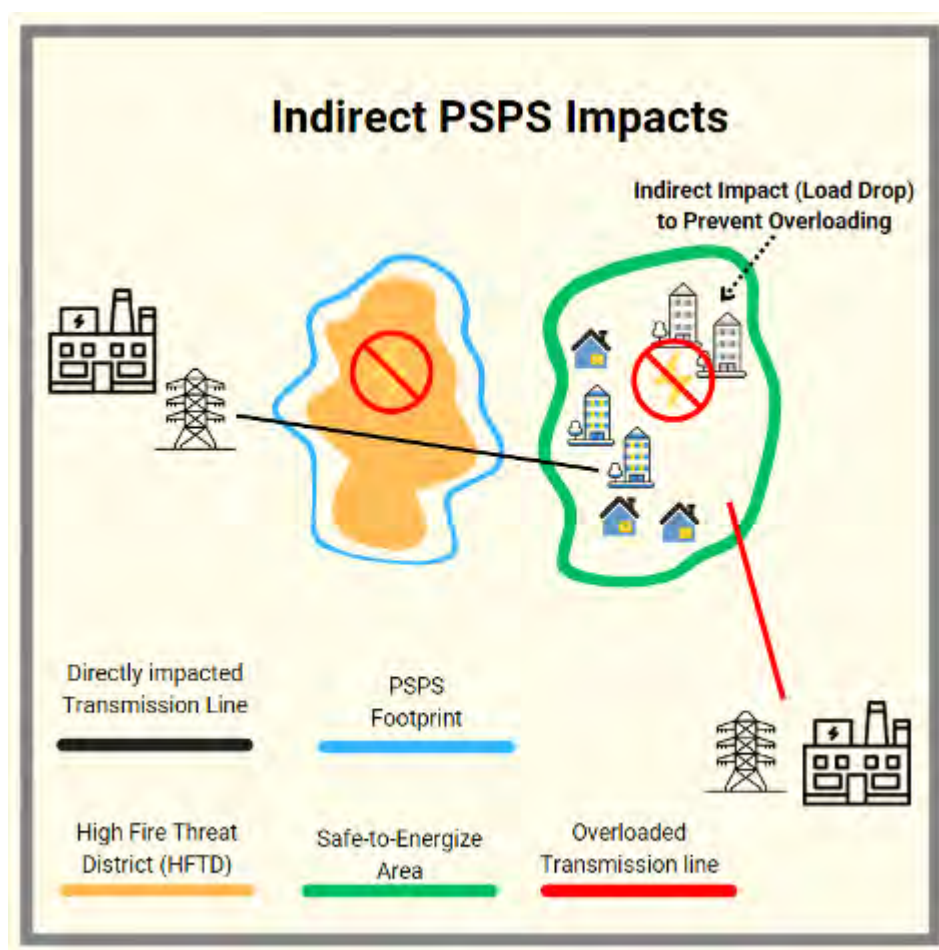 Indirect PSPS Impacts
Indirect Impact (Load Drop)
to Prevent Overloading
Directly impacted
Transmission Line
PSPS
Footprint
High Fire Threat
District (HFTD)
Safe-to-Energize
Area
Overloaded
Transmission line